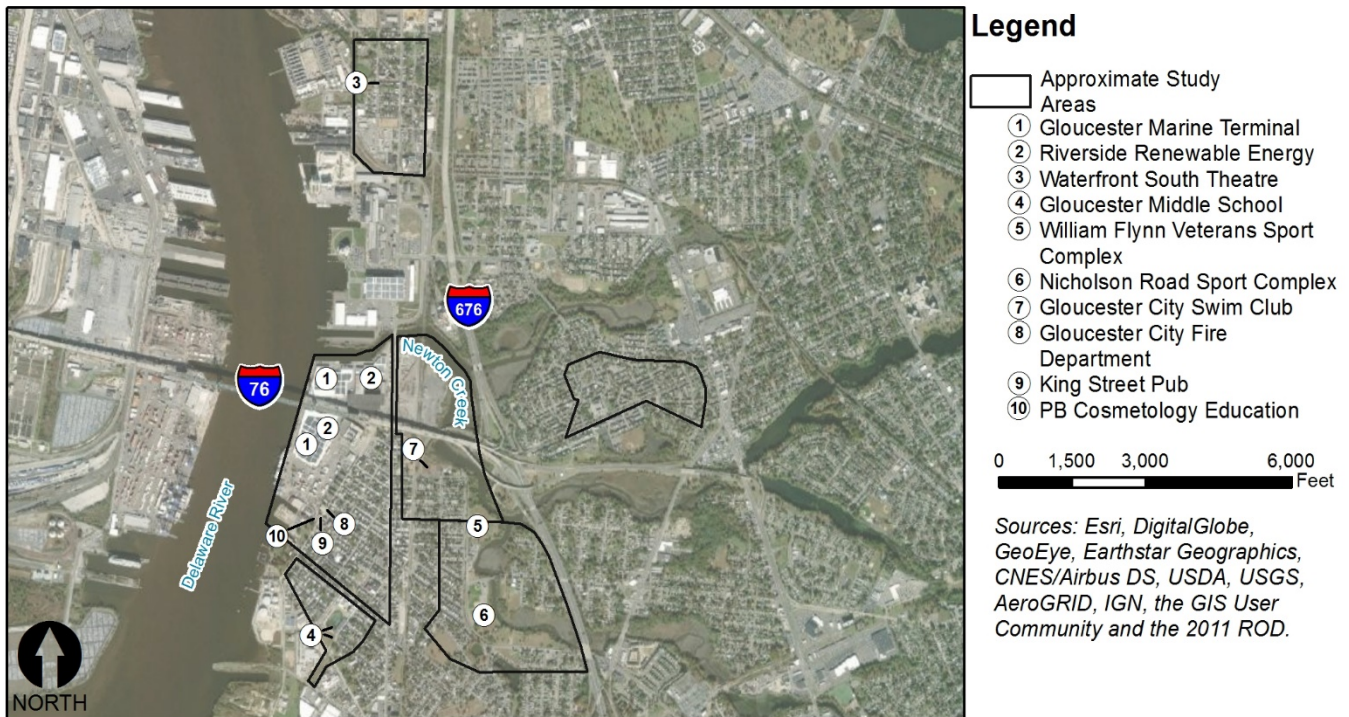 3
676
76
Newton Creek
1
2
2
1
7
5
8
10
9
6
4
Delaware River
NORTH
Legend
Approximate Study
Areas
1 Gloucester Marine Terminal
2 Riverside Renewable Energy
3 Waterfront South Theatre
4 Gloucester Middle School
5 William Flynn Veterans Sport
Complex
6 Nicholson Road Sport Complex
7 Gloucester City Swim Club
8 Gloucester City Fire
Department
9 King Street Pub
10 PB Cosmetology Education
0 1,500 3,000 6,000
Feet
Sources: Esri, DigitalGlobe,
GeoEye, Earthstar Geographics,
CNES/Airbus DS, USDA, USGS,
AeroGRID, IGN, the GIS User
Community and the 2011 ROD.